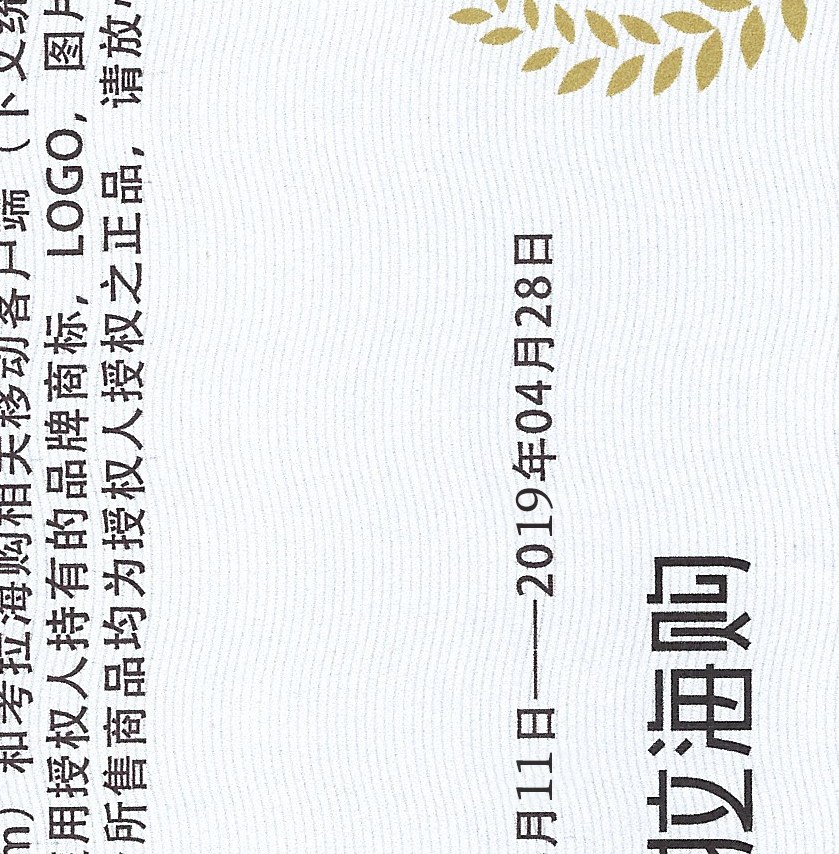 m）和考拉海购相关移动客户端（下文统
用授权人持有的品牌商标，LOGO，图片
所售商品均为授权人授权之正品，请放心
月11日——2019年04月28日
拉海购